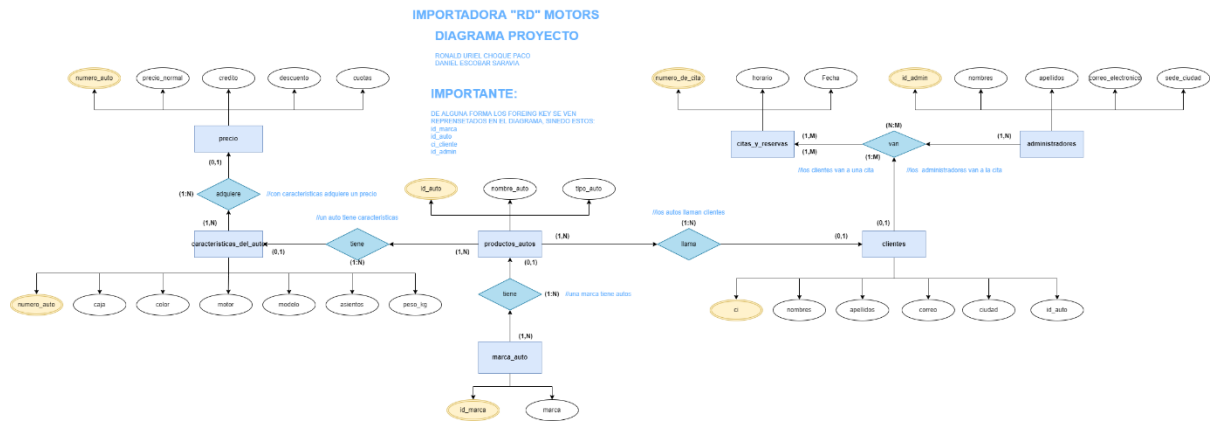 IMPORTADORA "RD" MOTORS
DIAGRAMA PROYECTO
RONALD URIEL CHOQUE PACO
DANIEL ESCOBAR SARAVIA
IMPORTANTE:
DE ALGUNA FORMA LOS FOREING KEY SE VEN
REPRENSETADOS EN EL DIAGRAMA, SINEDO ESTOS
id_marca
id_auto
ci_cliente
id_admin
numero_auto
precio_normal
credito
descuento
cuotas
precio
(0,1)
(1:N)
adquiere
//con caracteristicas adquiere un precio
(1,N)
caracteristicas_del_auto
(0,1)
tiene
(1:N)
//un auto tiene caracteristicas
(1,N)
numero_auto
caja
color
motor
modelo
asientos
peso_kg
id_auto
nombre_auto
tipo_auto
productos_autos
(1,N)
(0,1)
tiene
(1:N)
//una marca tiene autos
(1,N)
marca_auto
id_marca
marca
//los autos llaman clientes
(1:N)
llama
(0,1)
clientes
(0,1)
ci
nombres
apellidos
correo
ciudad
id_auto
numero_de_cita
horario
Fecha
citas_y_reservas
(1,M)
(1,M)
(N:M)
van
(1:M)
//los clientes van a una cita
//los administradores van a la cita
(1,N)
administradores
id_admin
nombres
apellidos
correo_electronico
sede_ciudad